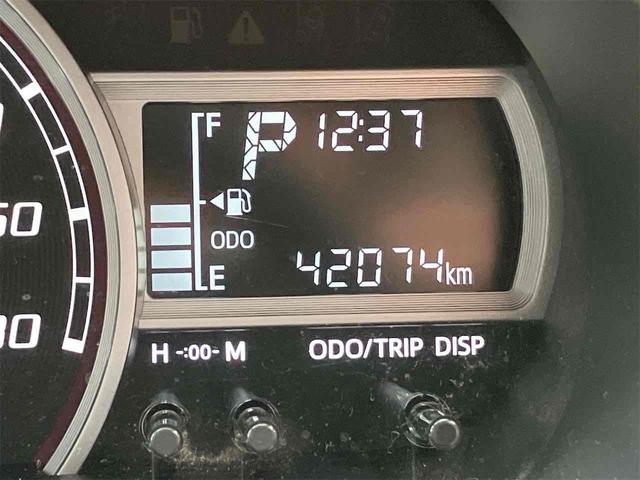 F P 12:37
ODO
E 42074km
H -:00- M ODO/TRIP DISP